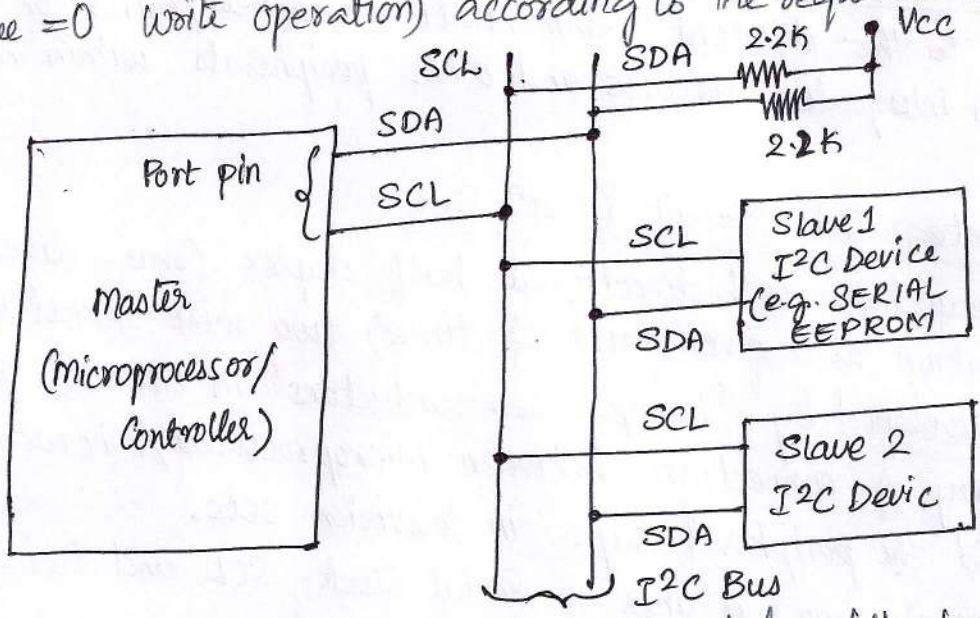 =0 write operation) according to the
Vcc
SCL
SDA
2.2K
2.2K
SDA
Port pin {
SCL
Master
(Microprocessor/
Controller)
SCL
Slave 1
I²C Device
(e.g. SERIAL
EEPROM
SDA
SCL
Slave 2
I²C Devic
SDA
I²C Bus